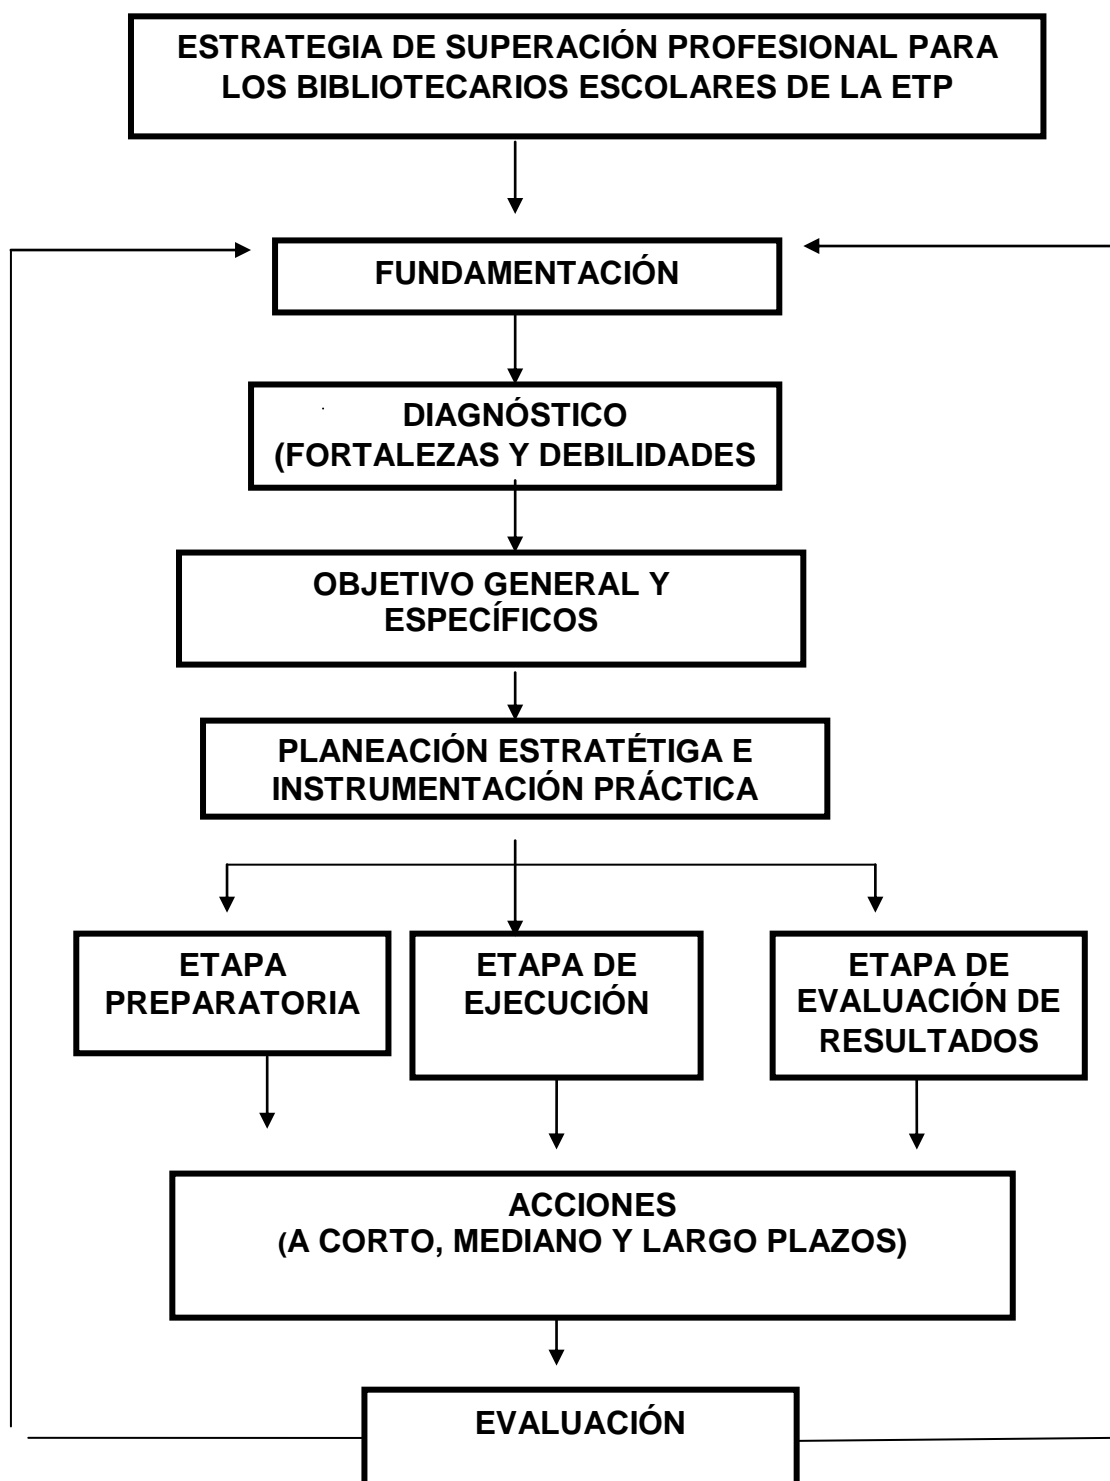 ESTRATEGIA DE SUPERACIÓN PROFESIONAL PARA
LOS BIBLIOTECARIOS ESCOLARES DE LA ETP
FUNDAMENTACIÓN
DIAGNÓSTICO
(FORTALEZAS Y DEBILIDADES
OBJETIVO GENERAL Y
ESPECÍFICOS
PLANEACIÓN ESTRATÉTIGA E
INSTRUMENTACIÓN PRÁCTICA
ETAPA
PREPARATORIA
ETAPA DE
EJECUCIÓN
ETAPA DE
EVALUACIÓN DE
RESULTADOS
ACCIONES
(A CORTO, MEDIANO Y LARGO PLAZOS)
EVALUACIÓN